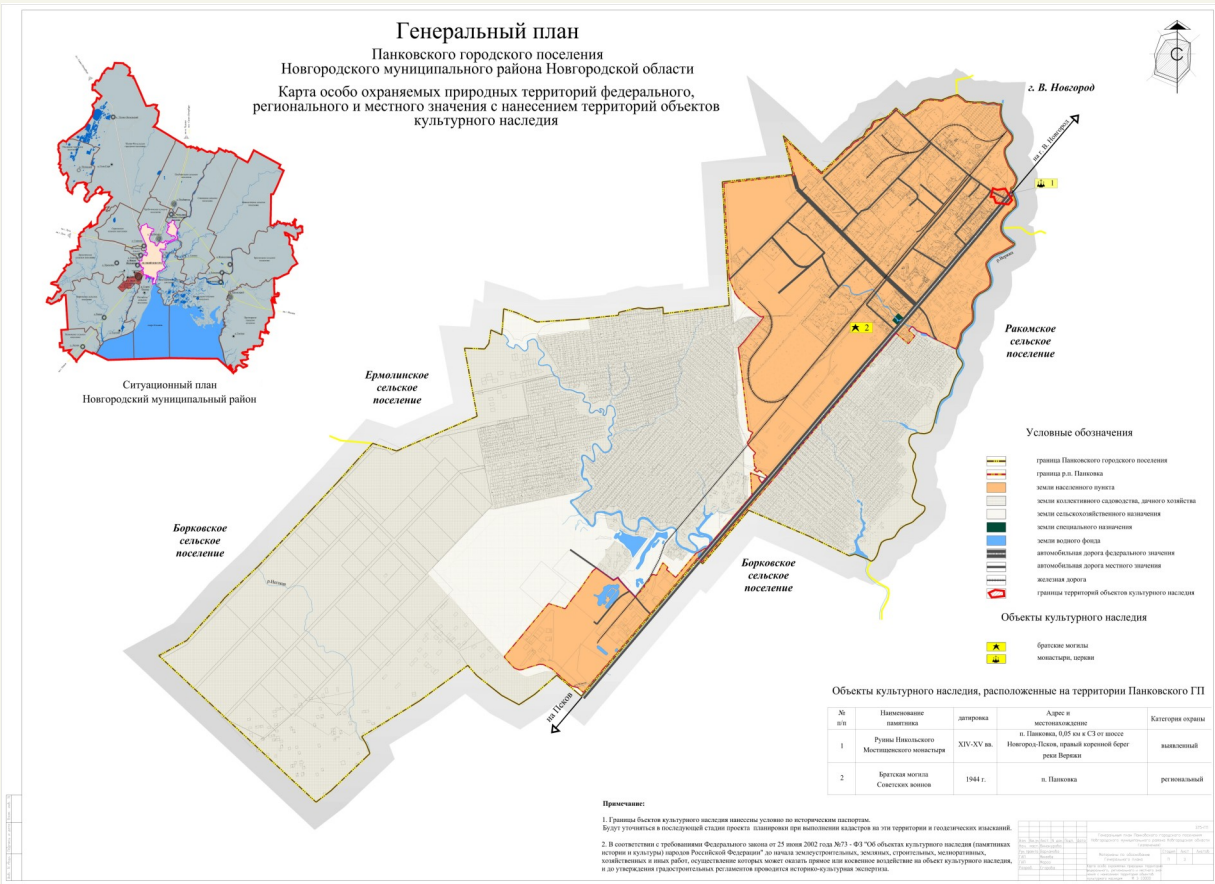 Генеральный план
Панковского городского поселения
Новгородского муниципального района Новгородской области
Карта особо охраняемых природных территорий федерального,
регионального и местного значения с нанесением территорий объектов
культурного наследия
С
г. В. Новгород
на г. В. Новгород
1
2
Ситуационный план
Новгородский муниципальный район
Ермолинское
сельское
поселение
Ракомское
сельское
поселение
Борковское
сельское
поселение
Борковское
сельское
поселение
на Псков
Условные обозначения
граница Панковского городского поселения
граница р.п. Панковка
земли населенного пункта
земли коллективного садоводства, дачного хозяйства
земли сельскохозяйственного назначения
земли специального назначения
земли водного фонда
автомобильная дорога федерального значения
автомобильная дорога местного значения
железная дорога
границы территорий объектов культурного наследия
Объекты культурного наследия
братские могилы
монастыри, церкви
Объекты культурного наследия, расположенные на территории Панковского ГП
№ п/п
Наименование памятника
датировка
Адрес и местонахождение
Категория охраны
1
Руины Никольского
Мостищенского монастыря
XIV-XV вв.
п. Панковка, 0,05 км к СЗ от шоссе
Новгород-Псков, правый коренной берег
реки Веряжи
выявленный
2
Братская могила
Советских воинов
1944 г.
п. Панковка
региональный
Примечание:
1. Границы бъектов культурного наследия нанесены условно по историческим паспортам.
Будут уточняться в последующей стадии проекта планировки при выполнении кадастров на эти территории и геодезических изысканий.
2. В соответствии с требованиями Федерального закона от 25 июня 2002 года №73 - ФЗ "Об объектах культурного наследия (памятниках
истории и культуры) народов Российской Федерации" до начала землеустроительных, земляных, строительных, мелиоративных,
хозяйственных и иных работ, осуществление которых может оказать прямое или косвенное воздействие на объект культурного наследия,
и до утверждения градостроительных регламентов проводится историко-культурная экспертиза.